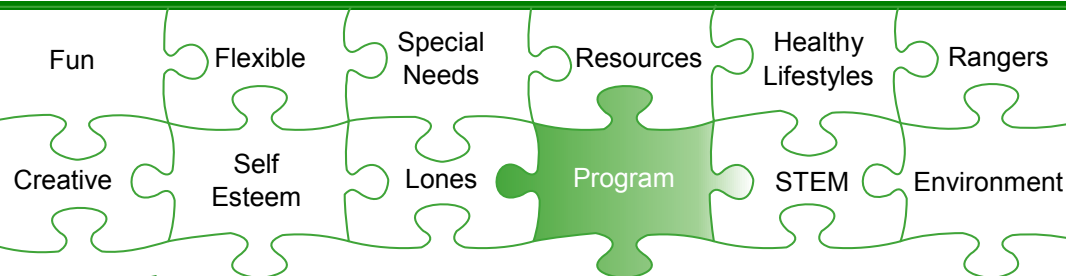 Fun
Flexible
Special
Needs
Resources
Healthy
Lifestyles
Rangers
Creative
Self
Esteem
Lones
Program
STEM
Environment